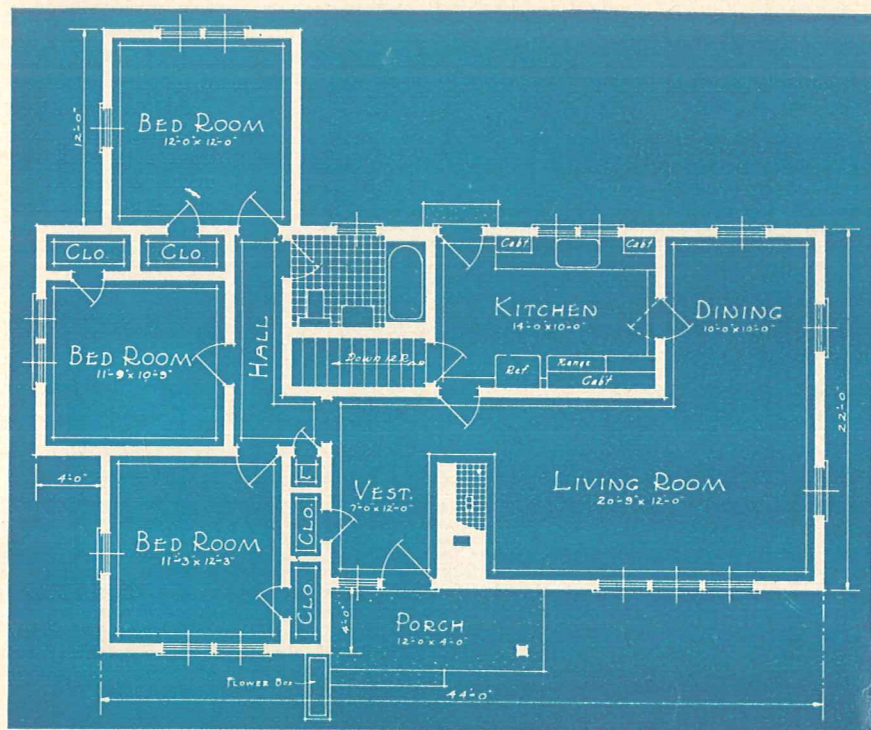 BED ROOM
12'-0" x 12'-0"
12'-0"
CLO.
CLO.
BED ROOM
11'-9" x 10'-9"
HALL
DOWN 12 R
Cabt
Cabt
KITCHEN
14'-0" x 10'-0"
Ref.
Range
Cabt
DINING
10'-0" x 10'-0"
22'-0"
4'-0"
BED ROOM
11'-3" x 12'-3"
L
CLO.
CLO.
VEST.
7'-0" x 12'-0"
LIVING ROOM
20'-9" x 12'-0"
4'-0"
PORCH
12'-0" x 4'-0"
FLOWER BOX
44'-0"